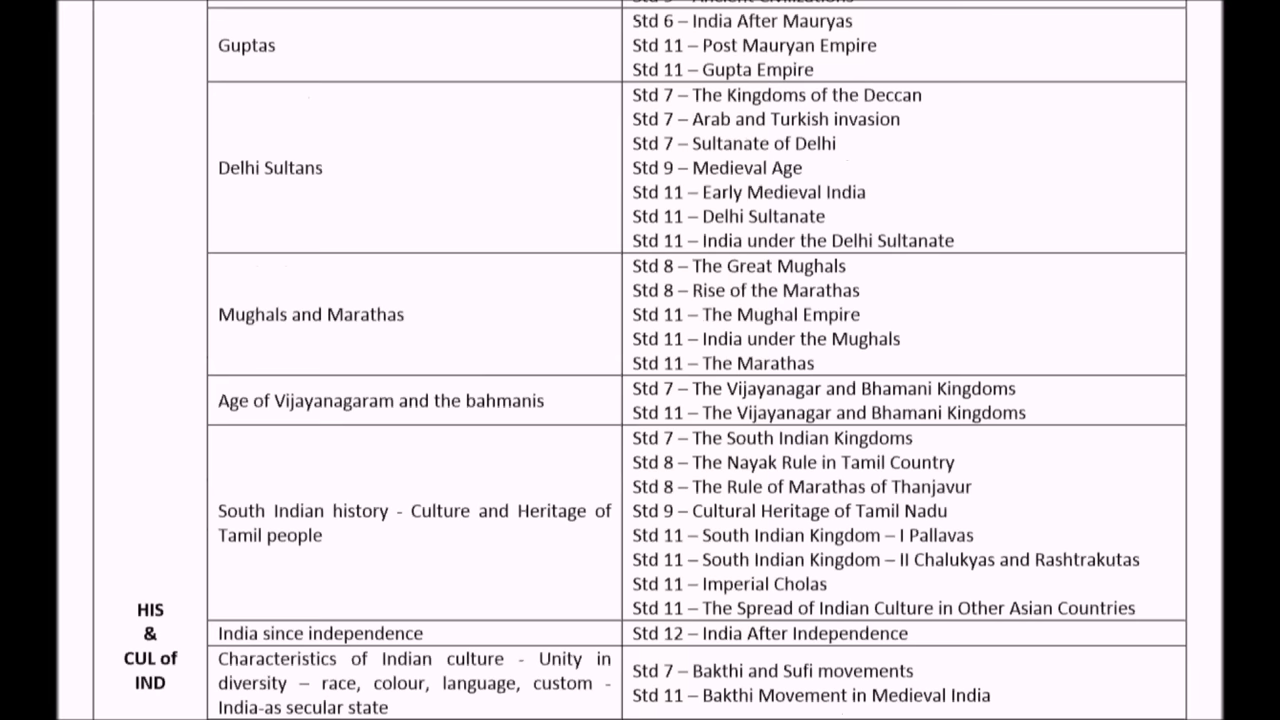 Guptas
Std 6 – India After Mauryas
Std 11 – Post Mauryan Empire
Std 11 – Gupta Empire
Delhi Sultans
Std 7 – The Kingdoms of the Deccan
Std 7 – Arab and Turkish invasion
Std 7 – Sultanate of Delhi
Std 9 – Medieval Age
Std 11 – Early Medieval India
Std 11 – Delhi Sultanate
Std 11 – India under the Delhi Sultanate
Mughals and Marathas
Std 8 – The Great Mughals
Std 8 – Rise of the Marathas
Std 11 – The Mughal Empire
Std 11 – India under the Mughals
Std 11 – The Marathas
Age of Vijayanagaram and the bahmanis
Std 7 – The Vijayanagar and Bhamani Kingdoms
Std 11 – The Vijayanagar and Bhamani Kingdoms
South Indian history - Culture and Heritage of
Tamil people
Std 7 – The South Indian Kingdoms
Std 8 – The Nayak Rule in Tamil Country
Std 8 – The Rule of Marathas of Thanjavur
Std 9 – Cultural Heritage of Tamil Nadu
Std 11 – South Indian Kingdom – I Pallavas
Std 11 – South Indian Kingdom – II Chalukyas and Rashtrakutas
Std 11 – Imperial Cholas
Std 11 – The Spread of Indian Culture in Other Asian Countries
HIS
&
CUL of
IND
India since independence
Std 12 – India After Independence
Characteristics of Indian culture - Unity in
diversity – race, colour, language, custom -
India-as secular state
Std 7 – Bakthi and Sufi movements
Std 11 – Bakthi Movement in Medieval India